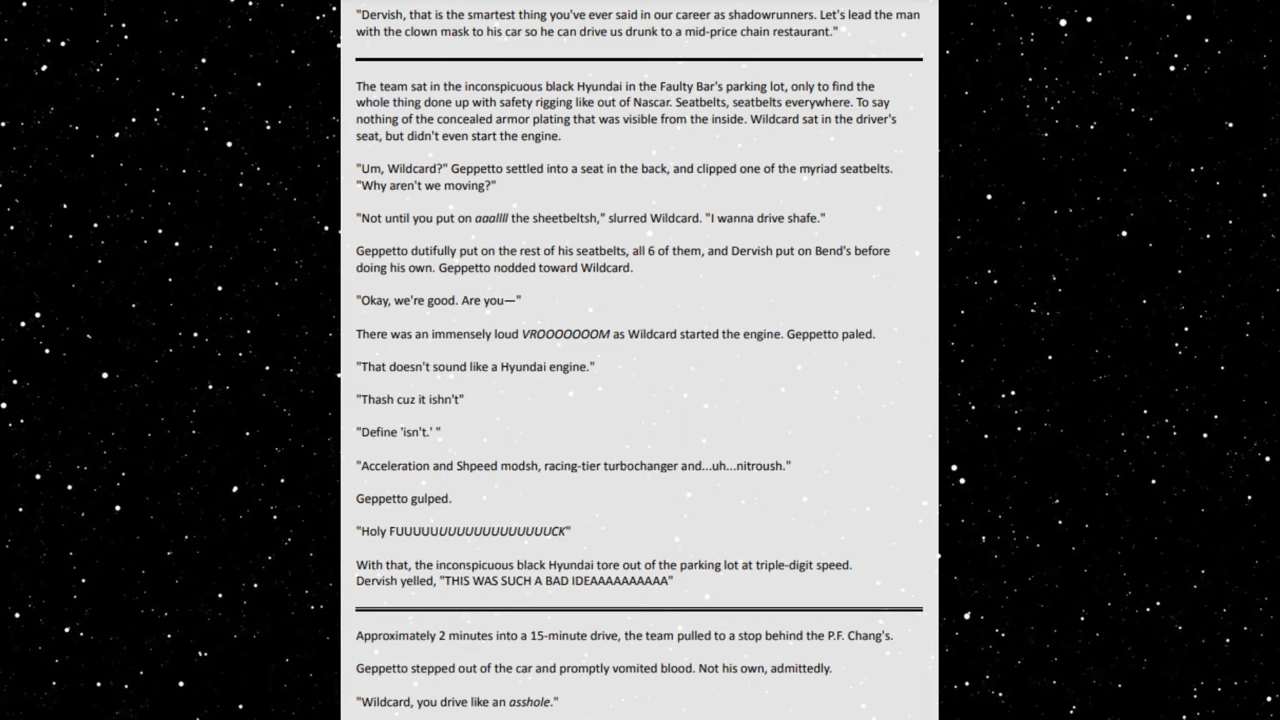 "Dervish, that is the smartest thing you've ever said in our career as shadowrunners. Let's lead the man
with the clown mask to his car so he can drive us drunk to a mid-price chain restaurant."
The team sat in the inconspicuous black Hyundai in the Faulty Bar's parking lot, only to find the
whole thing done up with safety rigging like out of Nascar. Seatbelts, seatbelts everywhere. To say
nothing of the concealed armor plating that was visible from the inside. Wildcard sat in the driver's
seat, but didn't even start the engine.
"Um, Wildcard?" Geppetto settled into a seat in the back, and clipped one of the myriad seatbelts.
"Why aren't we moving?"
"Not until you put on aaallll the sheetbeltsh," slurred Wildcard. "I wanna drive shafe."
Geppetto dutifully put on the rest of his seatbelts, all 6 of them, and Dervish put on Bend's before
doing his own. Geppetto nodded toward Wildcard.
"Okay, we're good. Are you—"
There was an immensely loud VROOOOOOOM as Wildcard started the engine. Geppetto paled.
"That doesn't sound like a Hyundai engine."
"Thash cuz it ishn't"
"Define 'isn't.' "
"Acceleration and Shpeed modsh, racing-tier turbochanger and...uh...nitroush."
Geppetto gulped.
"Holy FUUUUUUUUUUUUUUUUUUUCK"
With that, the inconspicuous black Hyundai tore out of the parking lot at triple-digit speed.
Dervish yelled, "THIS WAS SUCH A BAD IDEAAAAAAAAAA"
Approximately 2 minutes into a 15-minute drive, the team pulled to a stop behind the P.F. Chang's.
Geppetto stepped out of the car and promptly vomited blood. Not his own, admittedly.
"Wildcard, you drive like an asshole."